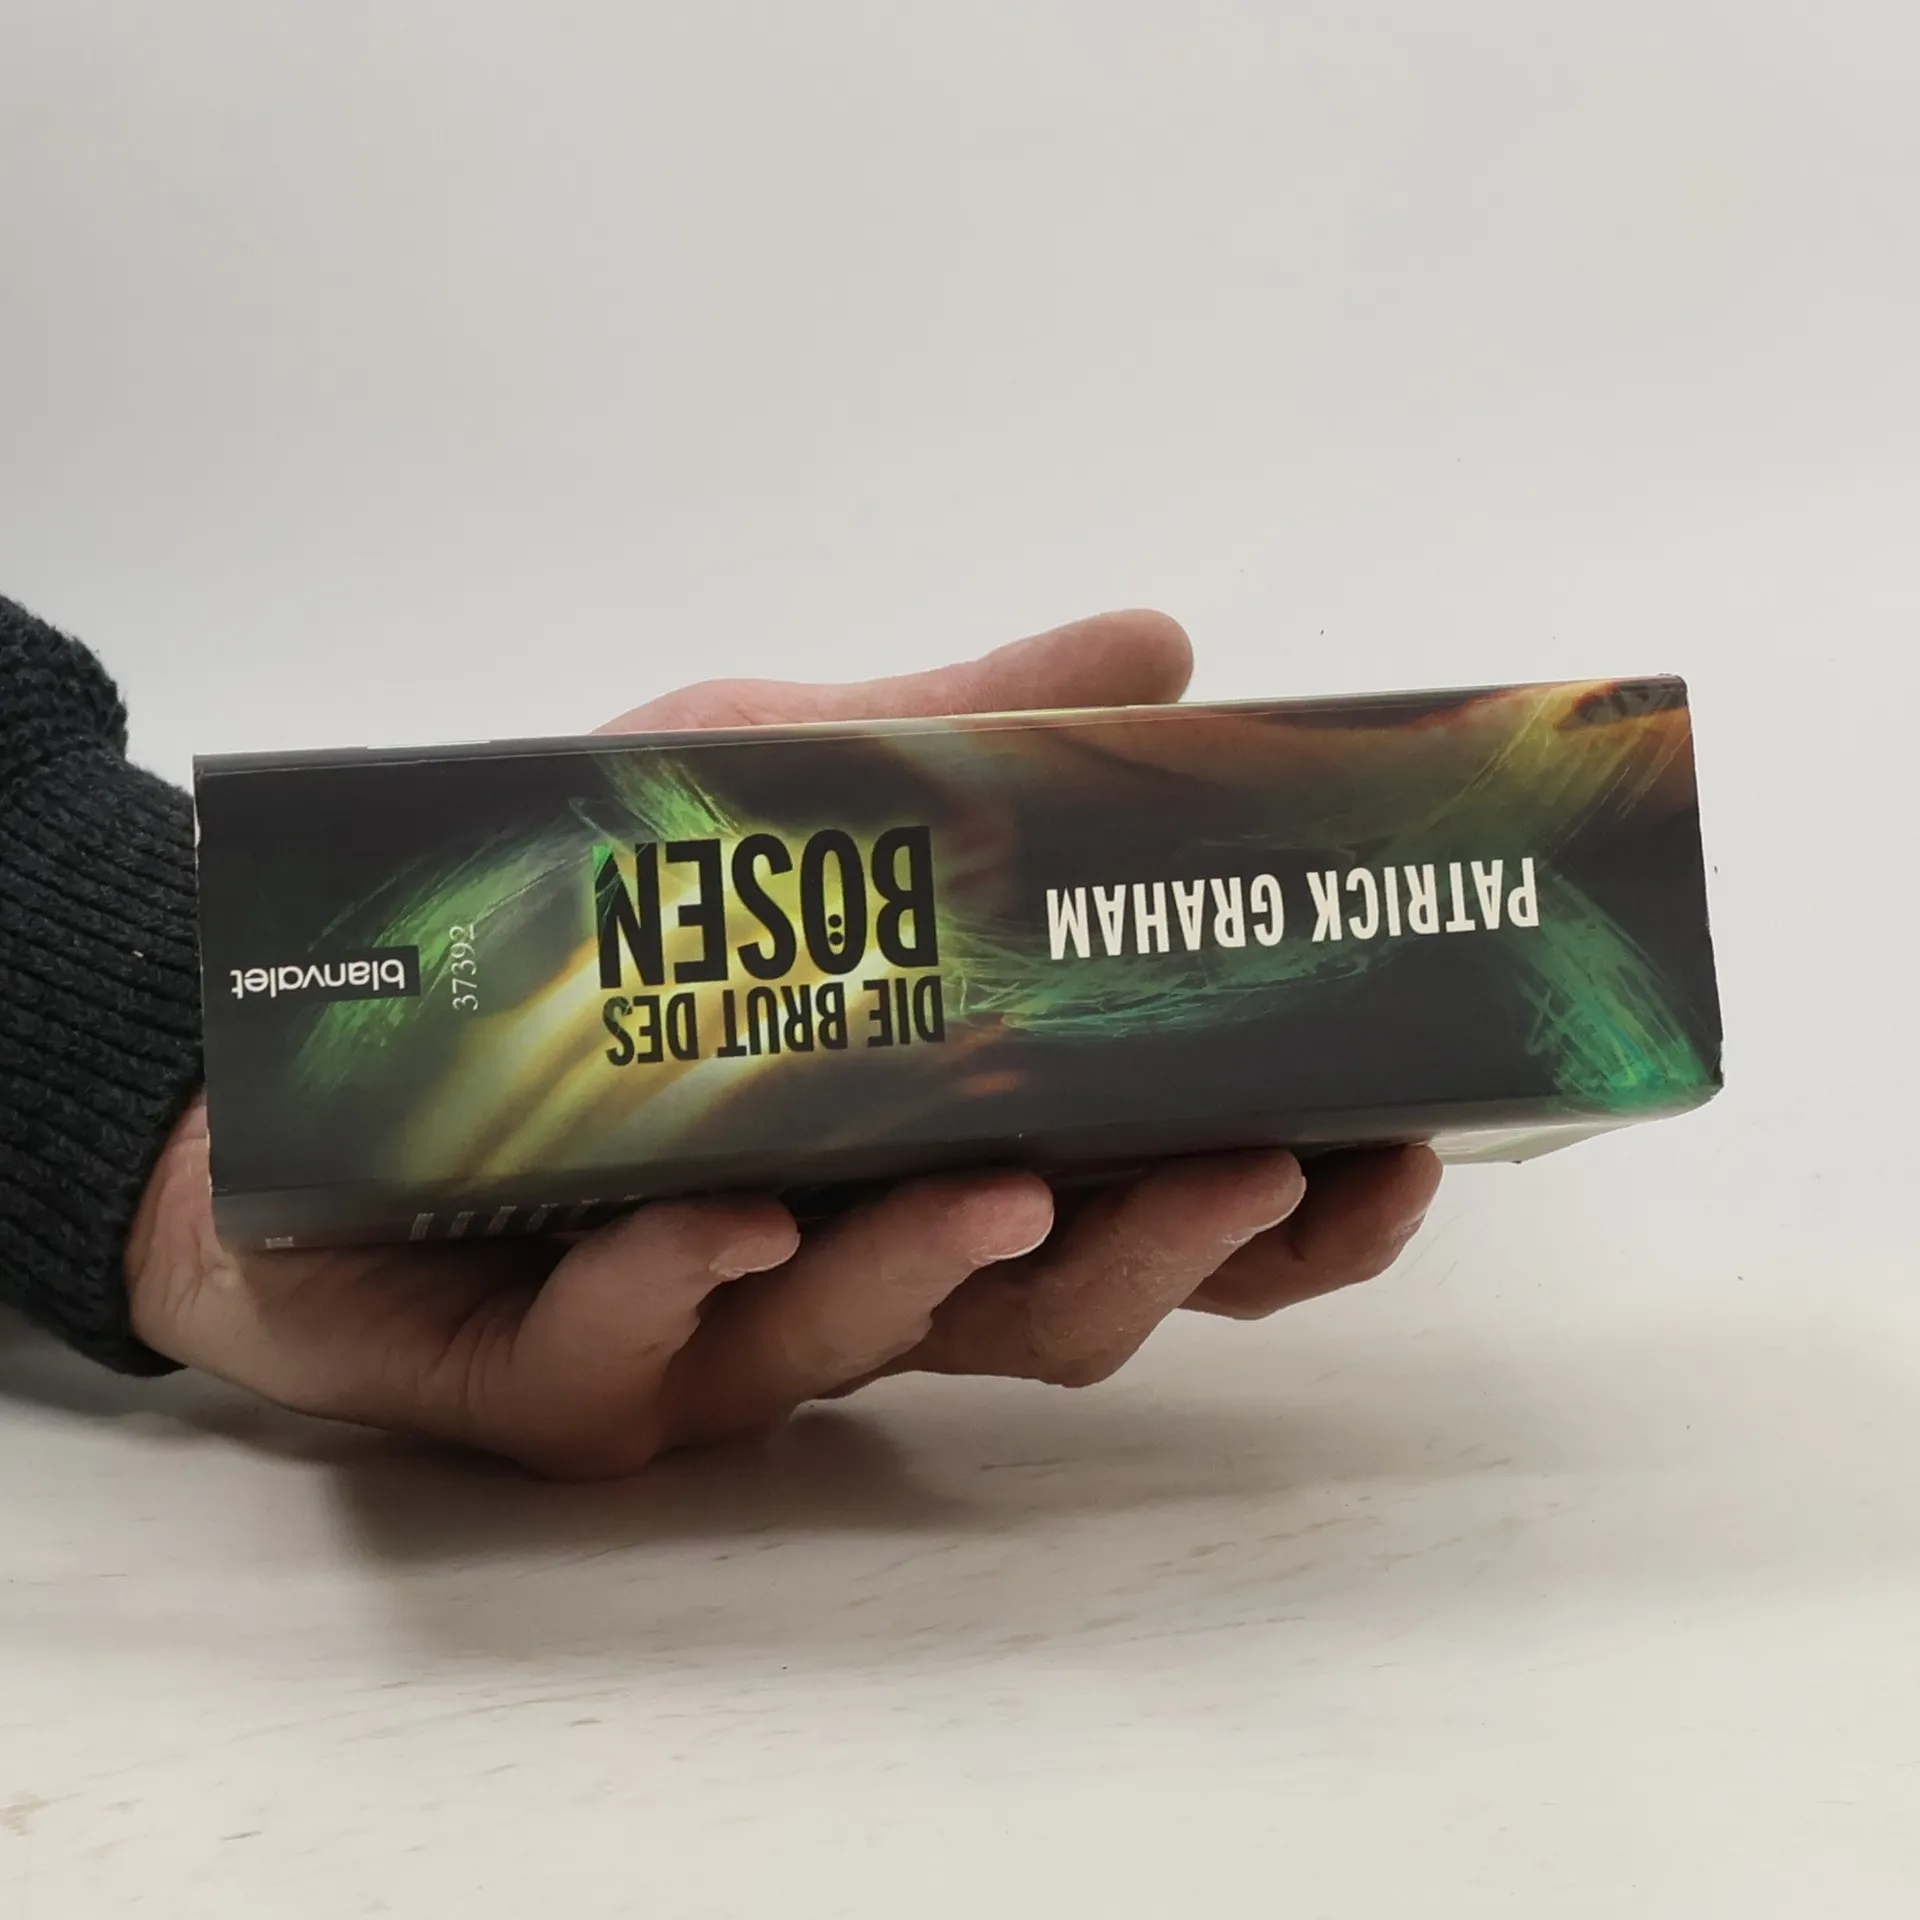 PATRICK GRAHAM
DIE BRUT DES
BÖSEN
37392
blanvalet